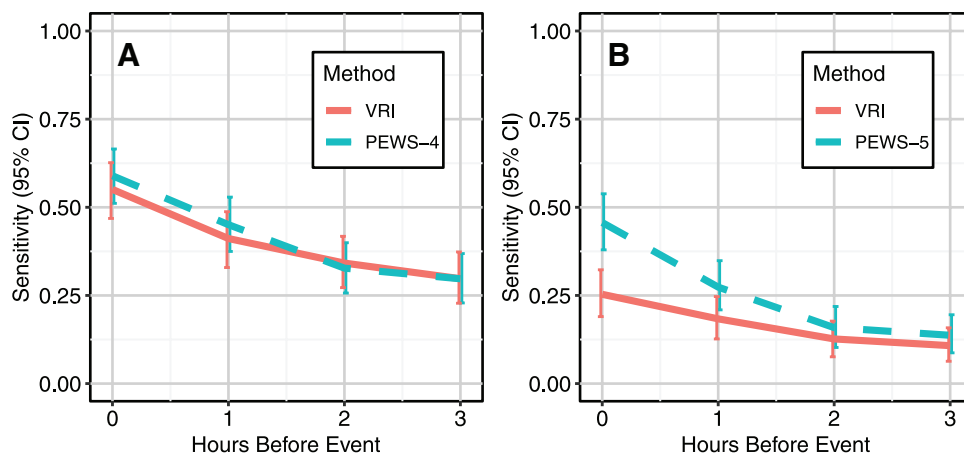 A
Method
VRI
PEWS–4
1.00
0.75
0.50
0.25
0.00
Sensitivity (95% CI)
0 1 2 3
Hours Before Event
B
Method
VRI
PEWS–5
1.00
0.75
0.50
0.25
0.00
Sensitivity (95% CI)
0 1 2 3
Hours Before Event